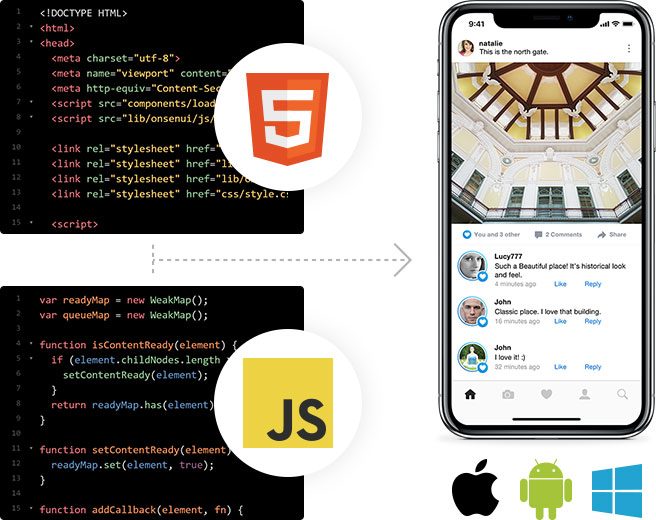 1 <!DOCTYPE HTML>
2 <html>
3 <head>
4 <meta charset="utf-8">
5 <meta name="viewport" content="
6 <meta http-equiv="Content-Sec
7 <script src="components/load
8 <script src="lib/onsenui/js/
9
10 <link rel="stylesheet" href="
11 <link rel="stylesheet" href="li
12 <link rel="stylesheet" href="lib/o
13 <link rel="stylesheet" href="css/style.c
14
15 <script>
5
1 var readyMap = new WeakMap();
2 var queueMap = new WeakMap();
3
4 function isContentReady(element) {
5 if (element.childNodes.length
6 setContentReady(element);
7 }
8 return readyMap.has(element)
9 }
10
11 function setContentReady(element)
12 readyMap.set(element, true);
13 }
14
15 function addCallback(element, fn) {
JS
9:41
natalie
This is the north gate.
You and 3 other 2 Comments Share
Lucy777
Such a Beautiful place! It's historical look
and feel.
4 minutes ago Like Reply
John
Classic place. I love that building.
16 minutes ago Like Reply
John
I love it! :)
32 minutes ago Like Reply